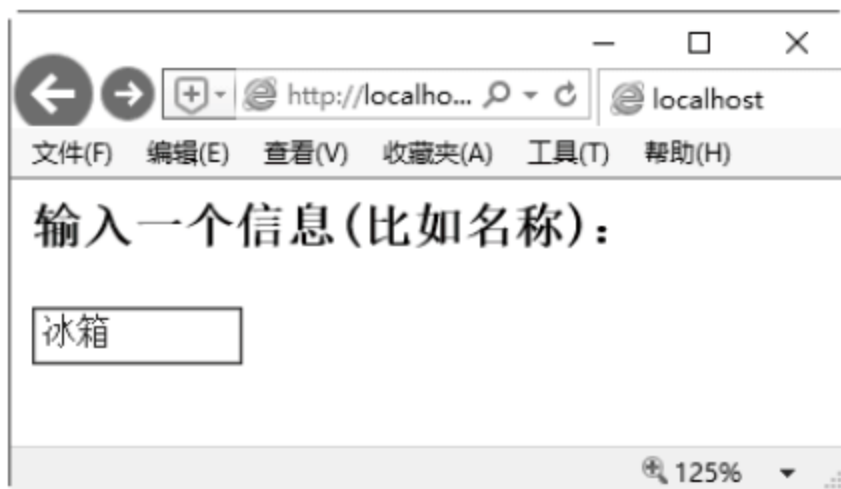 http://localho... localhost
文件(F) 编辑(E) 查看(V) 收藏夹(A) 工具(T) 帮助(H)
输入一个信息(比如名称)：
冰箱
125%